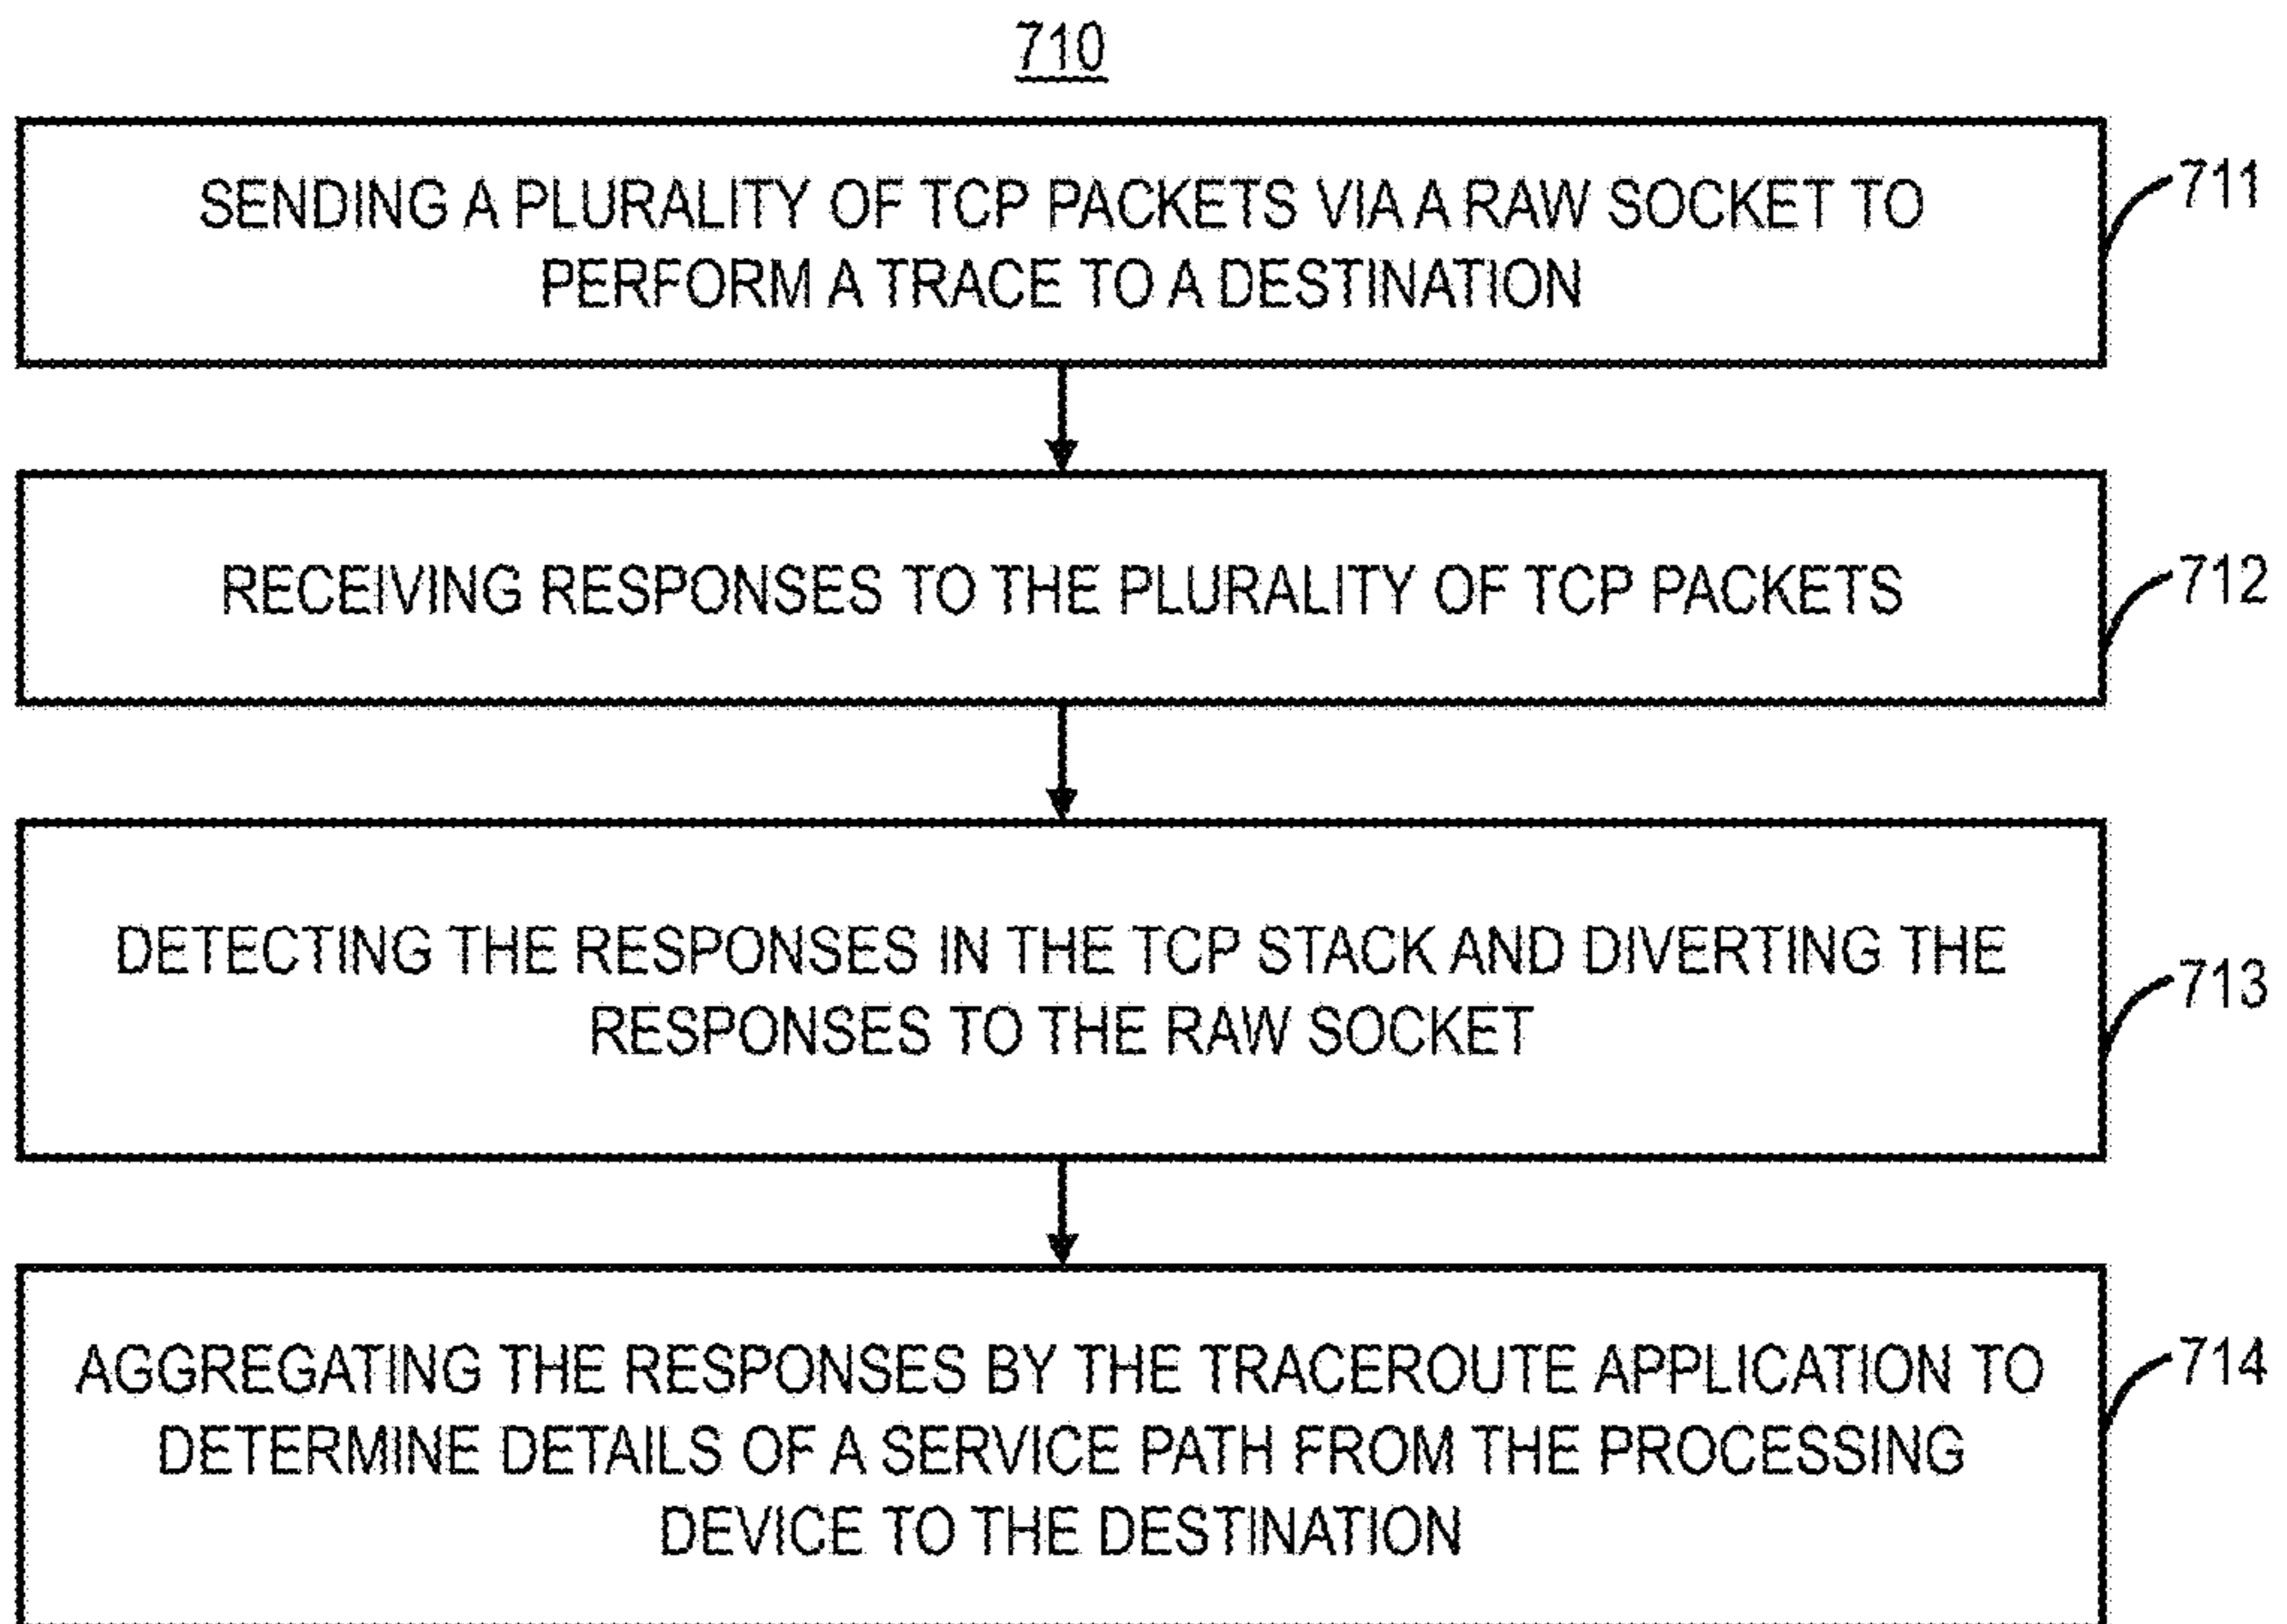 710
SENDING A PLURALITY OF TCP PACKETS VIA A RAW SOCKET TO
PERFORM A TRACE TO A DESTINATION
711
RECEIVING RESPONSES TO THE PLURALITY OF TCP PACKETS
712
DETECTING THE RESPONSES IN THE TCP STACK AND DIVERTING THE
RESPONSES TO THE RAW SOCKET
713
AGGREGATING THE RESPONSES BY THE TRACEROUTE APPLICATION TO
DETERMINE DETAILS OF A SERVICE PATH FROM THE PROCESSING
DEVICE TO THE DESTINATION
714